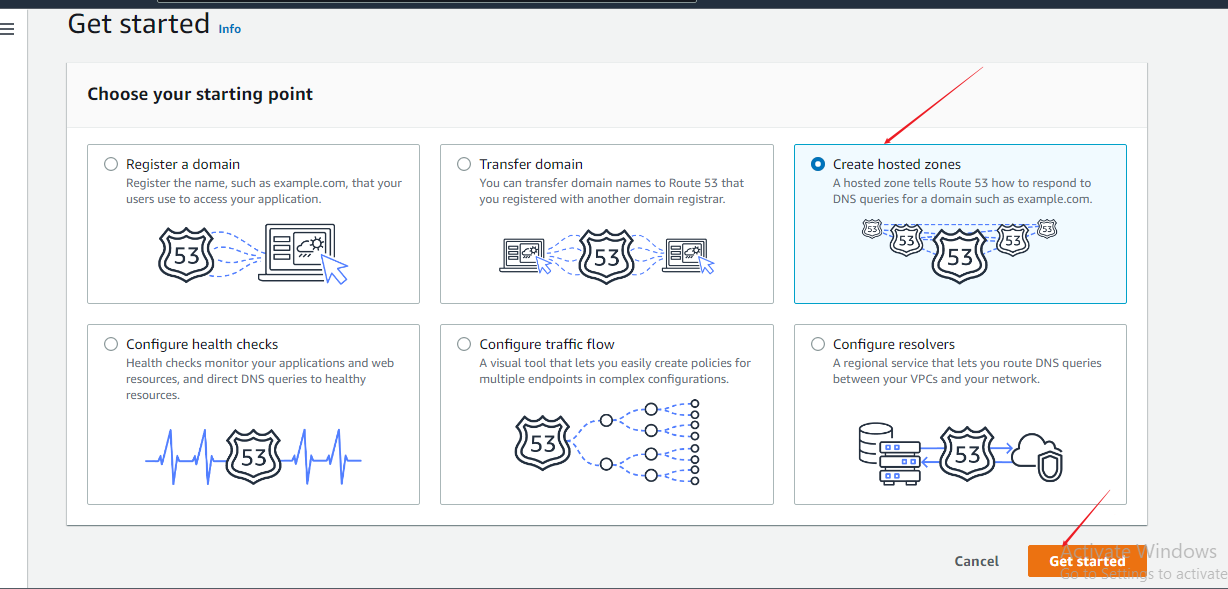 Get started Info
Choose your starting point
Register a domain
Register the name, such as example.com, that your
users use to access your application.
53
Transfer domain
You can transfer domain names to Route 53 that
you registered with another domain registrar.
53
Create hosted zones
A hosted zone tells Route 53 how to respond to
DNS queries for a domain such as example.com.
53 53 53 53 53
Configure health checks
Health checks monitor your applications and web
resources, and direct DNS queries to healthy
resources.
53
Configure traffic flow
A visual tool that lets you easily create policies for
multiple endpoints in complex configurations.
53
Configure resolvers
A regional service that lets you route DNS queries
between your VPCs and your network.
53
Cancel
Get started
Activate Windows
Go to Settings to activate